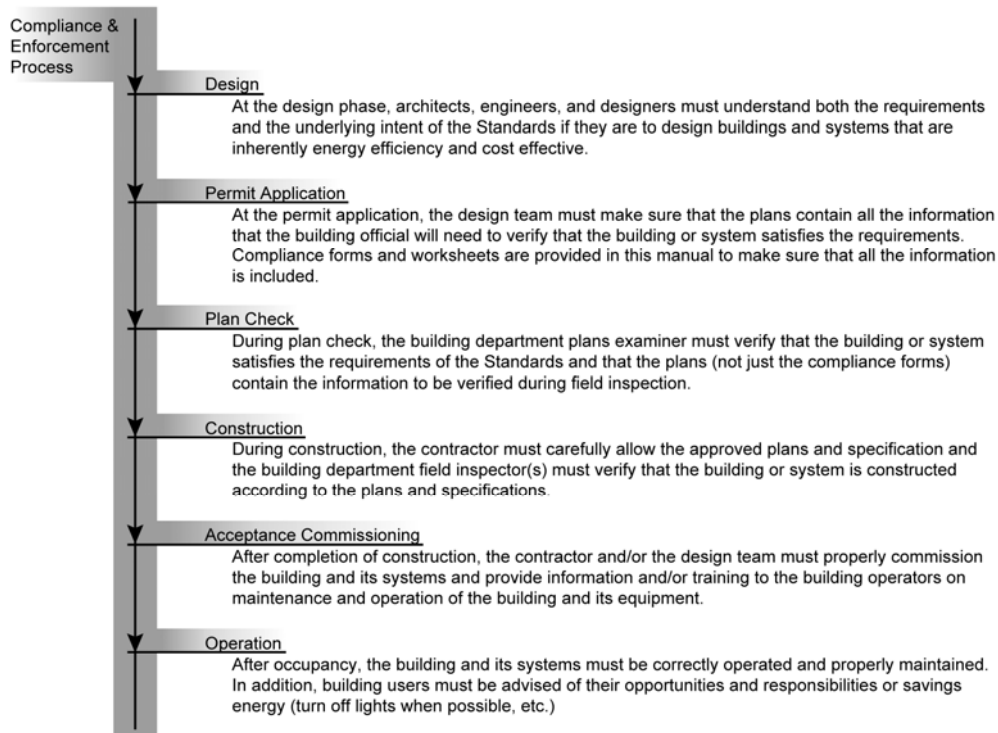 Compliance &
Enforcement
Process
Design
At the design phase, architects, engineers, and designers must understand both the requirements
and the underlying intent of the Standards if they are to design buildings and systems that are
inherently energy efficiency and cost effective.
Permit Application
At the permit application, the design team must make sure that the plans contain all the information
that the building official will need to verify that the building or system satisfies the requirements.
Compliance forms and worksheets are provided in this manual to make sure that all the information
is included.
Plan Check
During plan check, the building department plans examiner must verify that the building or system
satisfies the requirements of the Standards and that the plans (not just the compliance forms)
contain the information to be verified during field inspection.
Construction
During construction, the contractor must carefully allow the approved plans and specification and
the building department field inspector(s) must verify that the building or system is constructed
according to the plans and specifications.
Acceptance Commissioning
After completion of construction, the contractor and/or the design team must properly commission
the building and its systems and provide information and/or training to the building operators on
maintenance and operation of the building and its equipment.
Operation
After occupancy, the building and its systems must be correctly operated and properly maintained.
In addition, building users must be advised of their opportunities and responsibilities or savings
energy (turn off lights when possible, etc.)